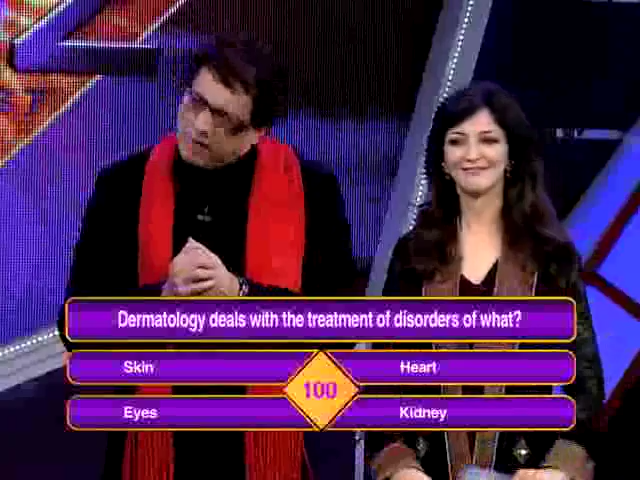 Dermatology deals with the treatment of disorders of what?
Skin
Heart
100
Eyes
Kidney